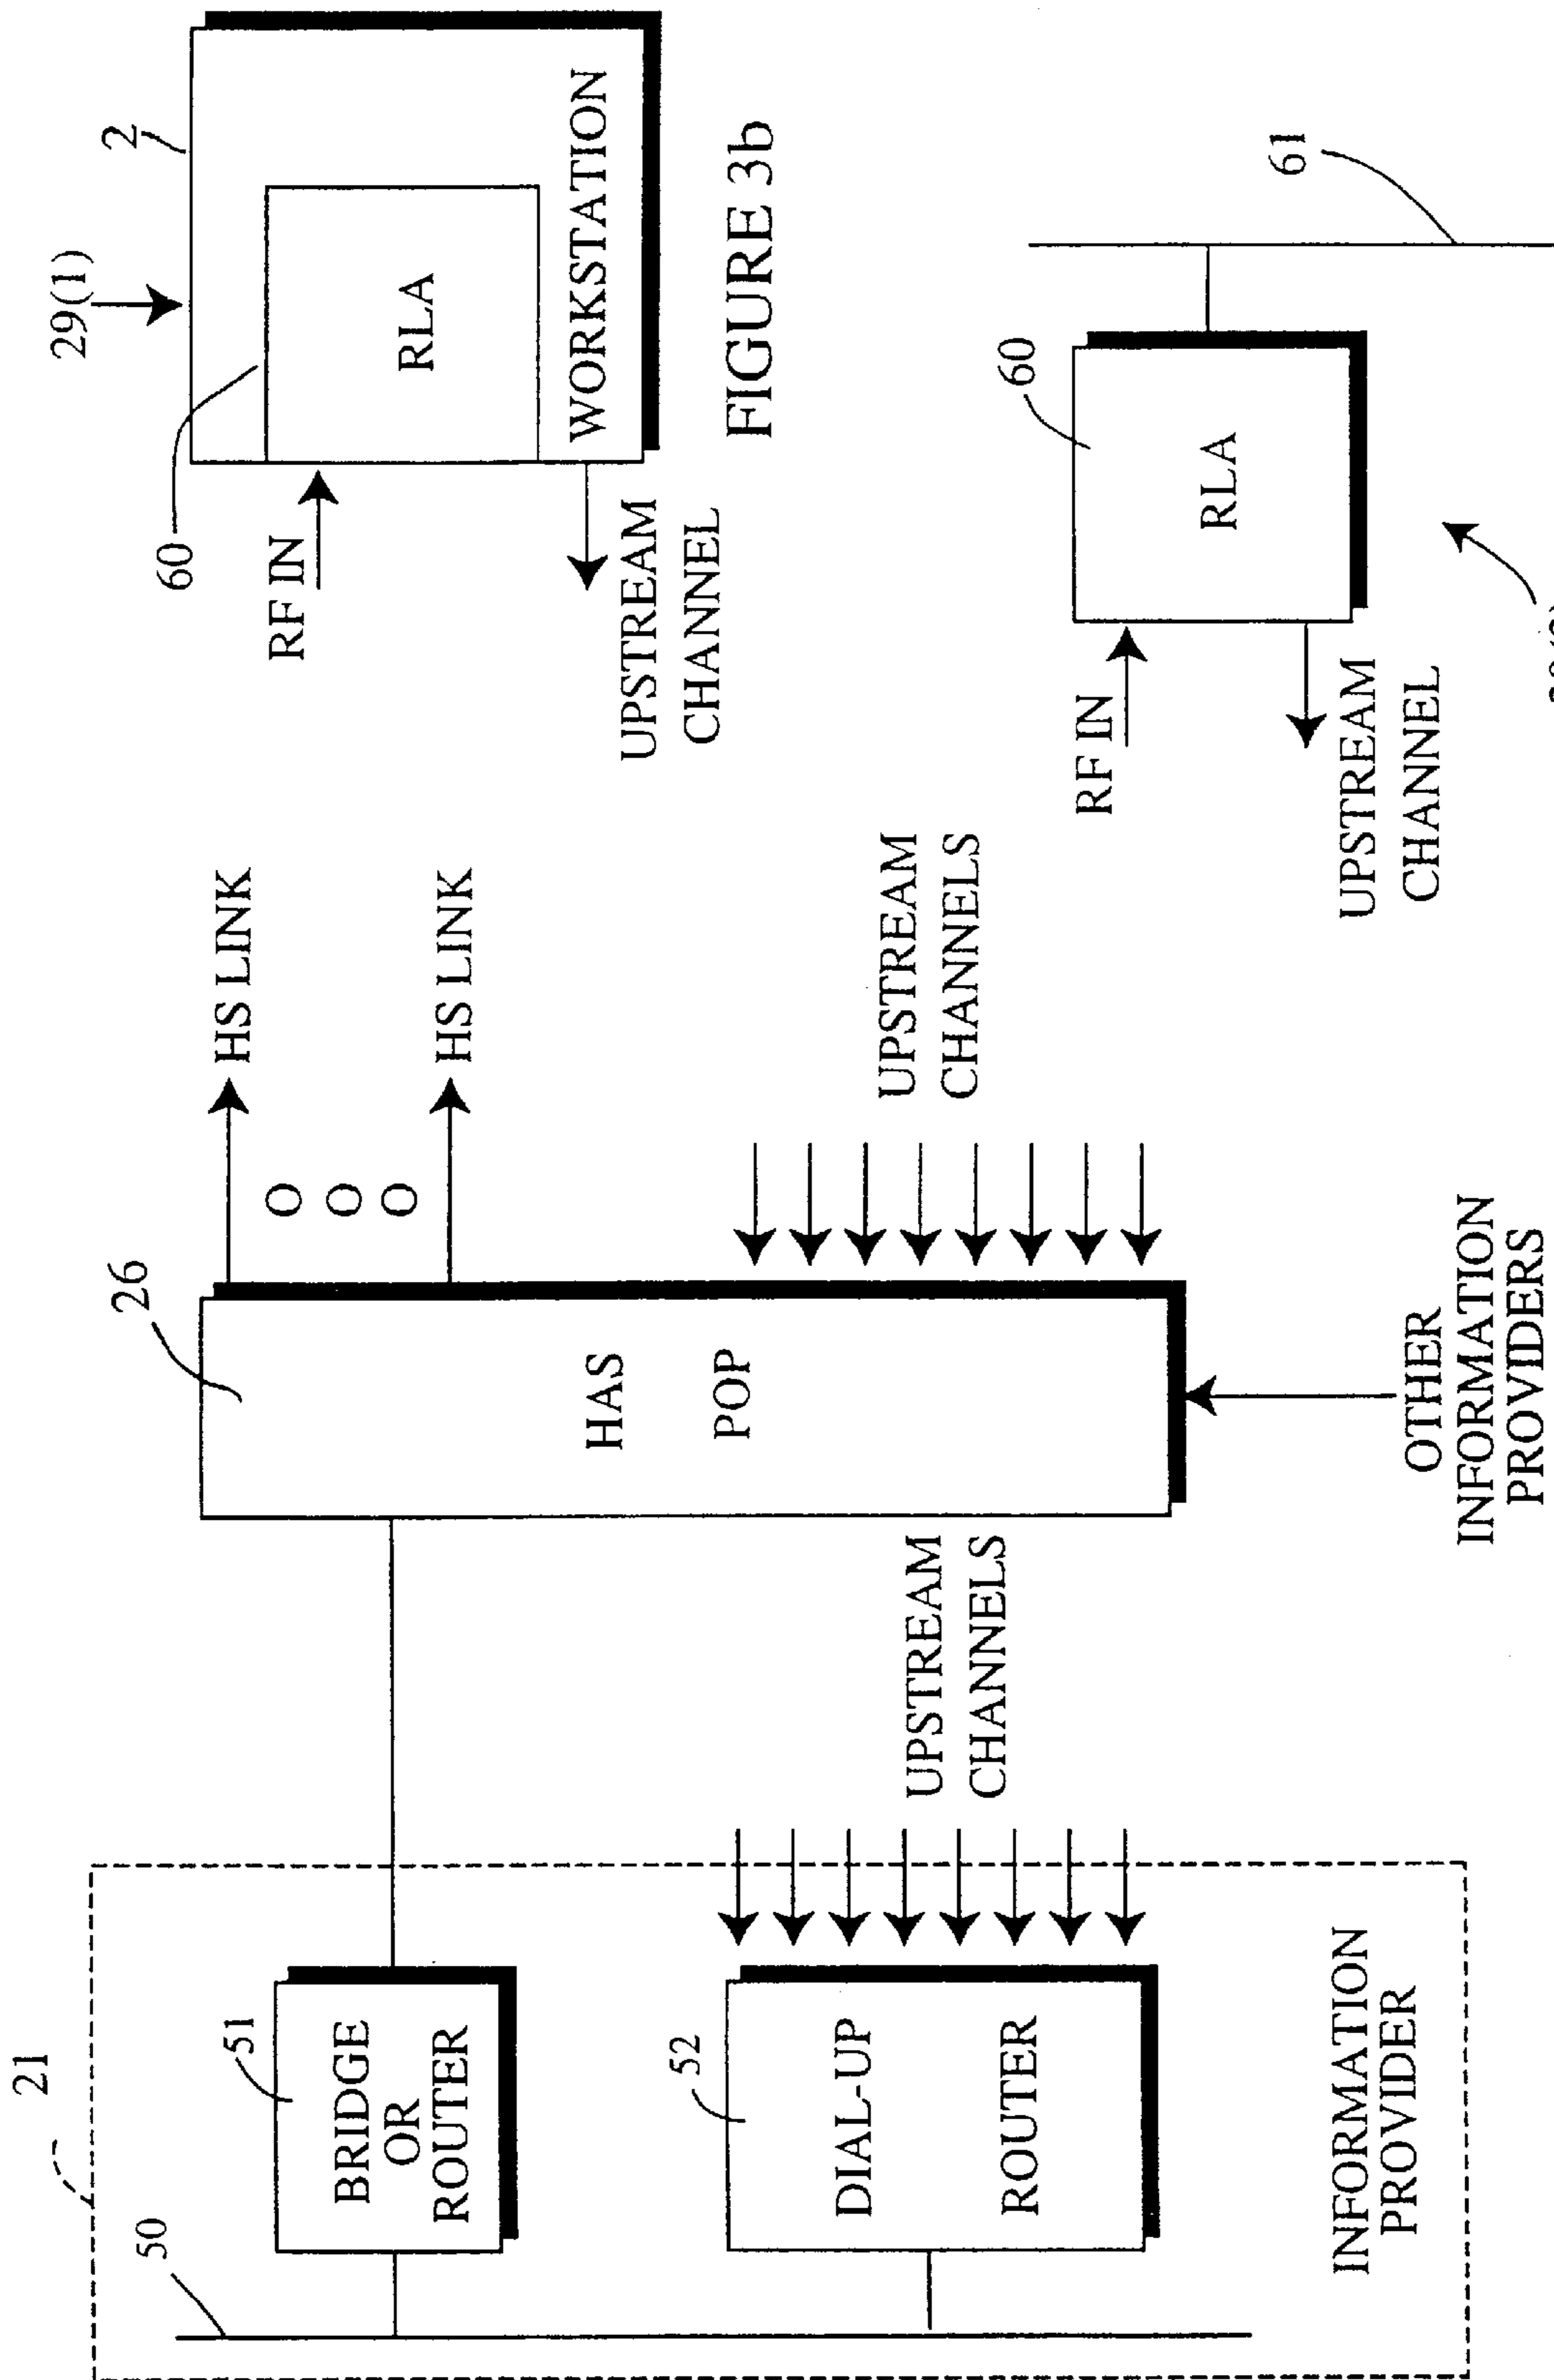 21
50
51
BRIDGE
OR
ROUTER
52
DIAL-UP
ROUTER
INFORMATION
PROVIDER
UPSTREAM
CHANNELS
26
HAS
POP
OTHER
INFORMATION
PROVIDERS
HS LINK
O
O
O
HS LINK
UPSTREAM
CHANNELS
29(1)
2
60
RF IN
RLA
WORKSTATION
UPSTREAM
CHANNEL
FIGURE 3b
60
61
RF IN
RLA
UPSTREAM
CHANNEL